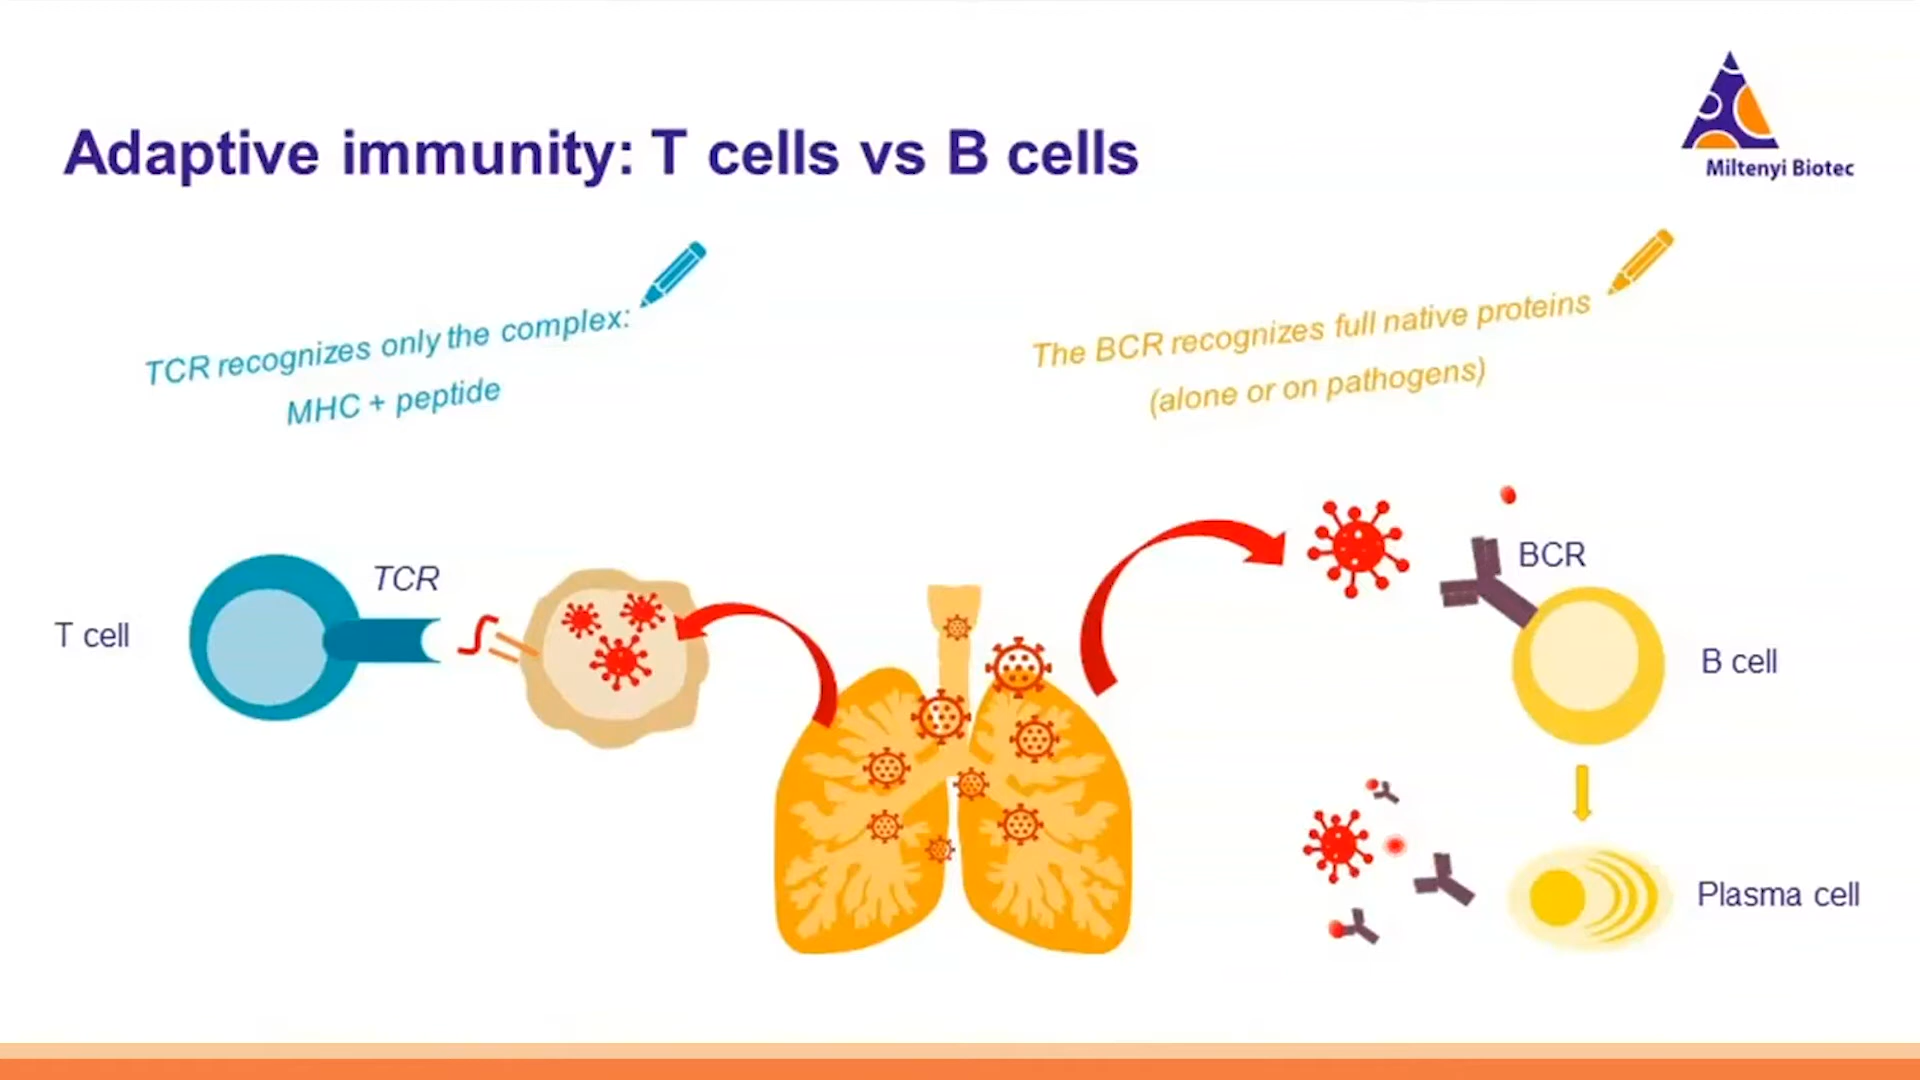 Miltenyi Biotec
Adaptive immunity: T cells vs B cells
TCR recognizes only the complex:
MHC + peptide
The BCR recognizes full native proteins
(alone or on pathogens)
T cell
TCR
BCR
B cell
Plasma cell